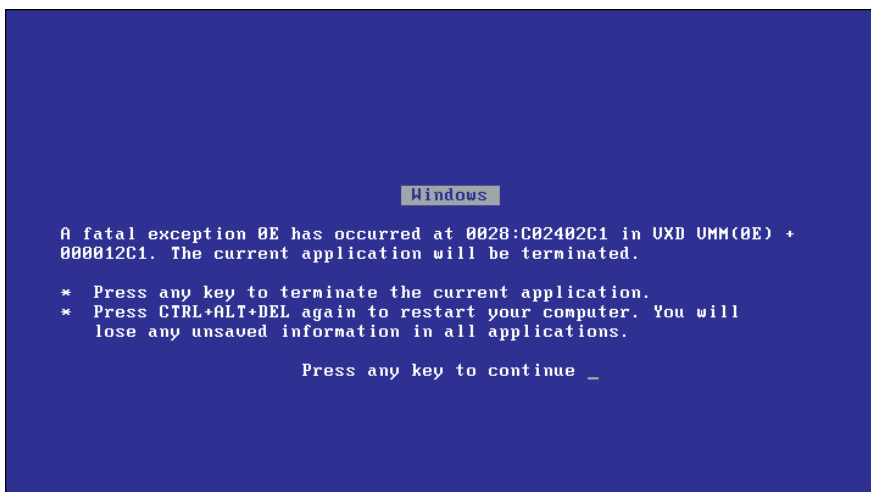 Windows
A fatal exception 0E has occurred at 0028:C02402C1 in VXD VMM(0E) +
000012C1. The current application will be terminated.
* Press any key to terminate the current application.
* Press CTRL+ALT+DEL again to restart your computer. You will
lose any unsaved information in all applications.
Press any key to continue _